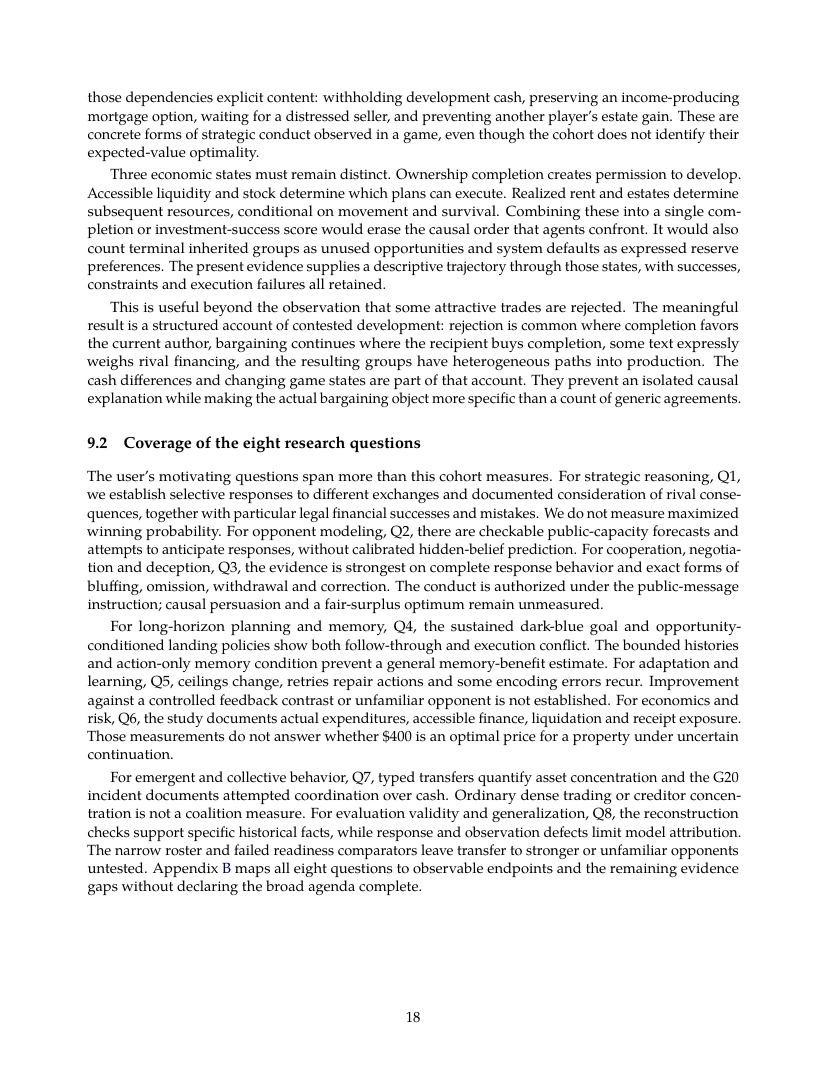 those dependencies explicit content: withholding development cash, preserving an income-producing
mortgage option, waiting for a distressed seller, and preventing another player's estate gain. These are
concrete forms of strategic conduct observed in a game, even though the cohort does not identify their
expected-value optimality.
Three economic states must remain distinct. Ownership completion creates permission to develop.
Accessible liquidity and stock determine which plans can execute. Realized rent and estates determine
subsequent resources, conditional on movement and survival. Combining these into a single com-
pletion or investment-success score would erase the causal order that agents confront. It would also
count terminal inherited groups as unused opportunities and system defaults as expressed reserve
preferences. The present evidence supplies a descriptive trajectory through those states, with successes,
constraints and execution failures all retained.
This is useful beyond the observation that some attractive trades are rejected. The meaningful
result is a structured account of contested development: rejection is common where completion favors
the current author, bargaining continues where the recipient buys completion, some text expressly
weighs rival financing, and the resulting groups have heterogeneous paths into production. The
cash differences and changing game states are part of that account. They prevent an isolated causal
explanation while making the actual bargaining object more specific than a count of generic agreements.
9.2 Coverage of the eight research questions
The user's motivating questions span more than this cohort measures. For strategic reasoning, Q1,
we establish selective responses to different exchanges and documented consideration of rival conse-
quences, together with particular legal financial successes and mistakes. We do not measure maximized
winning probability. For opponent modeling, Q2, there are checkable public-capacity forecasts and
attempts to anticipate responses, without calibrated hidden-belief prediction. For cooperation, negotia-
tion and deception, Q3, the evidence is strongest on complete response behavior and exact forms of
bluffing, omission, withdrawal and correction. The conduct is authorized under the public-message
instruction; causal persuasion and a fair-surplus optimum remain unmeasured.
For long-horizon planning and memory, Q4, the sustained dark-blue goal and opportunity-
conditioned landing policies show both follow-through and execution conflict. The bounded histories
and action-only memory condition prevent a general memory-benefit estimate. For adaptation and
learning, Q5, ceilings change, retries repair actions and some encoding errors recur. Improvement
against a controlled feedback contrast or unfamiliar opponent is not established. For economics and
risk, Q6, the study documents actual expenditures, accessible finance, liquidation and receipt exposure.
Those measurements do not answer whether $400 is an optimal price for a property under uncertain
continuation.
For emergent and collective behavior, Q7, typed transfers quantify asset concentration and the G20
incident documents attempted coordination over cash. Ordinary dense trading or creditor concen-
tration is not a coalition measure. For evaluation validity and generalization, Q8, the reconstruction
checks support specific historical facts, while response and observation defects limit model attribution.
The narrow roster and failed readiness comparators leave transfer to stronger or unfamiliar opponents
untested. Appendix B maps all eight questions to observable endpoints and the remaining evidence
gaps without declaring the broad agenda complete.
18